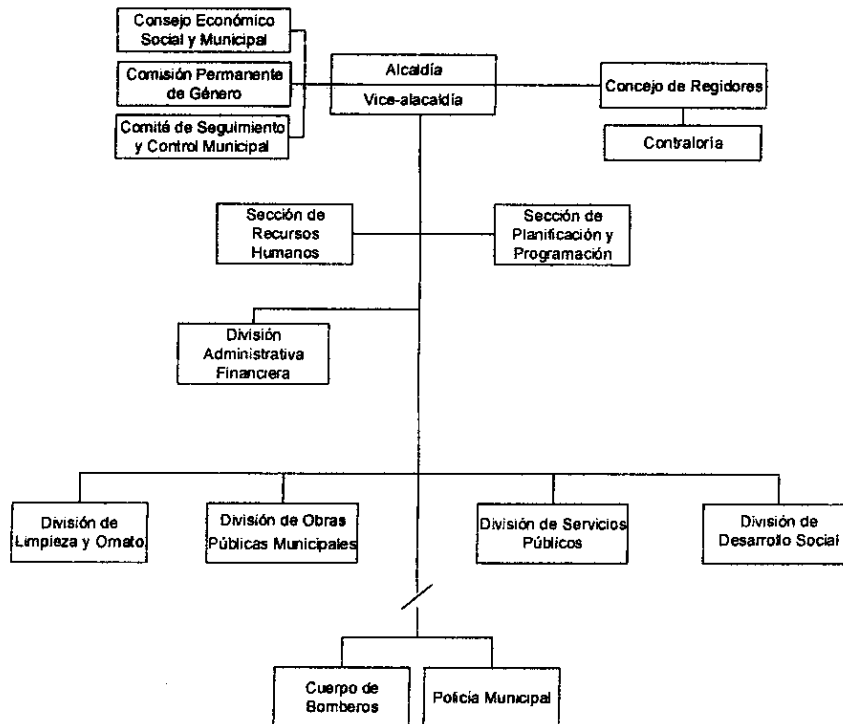 Consejo Económico
Social y Municipal
Comisión Permanente
de Género
Comité de Seguimiento
y Control Municipal
Alcaldía
Vice-alacaldía
Concejo de Regidores
Contraloría
Sección de
Recursos
Humanos
Sección de
Planificación y
Programación
División
Administrativa
Financiera
División de
Limpieza y Ornato
División de Obras
Públicas Municipales
División de Servicios
Públicos
División de
Desarrollo Social
Cuerpo de
Bomberos
Policía Municipal